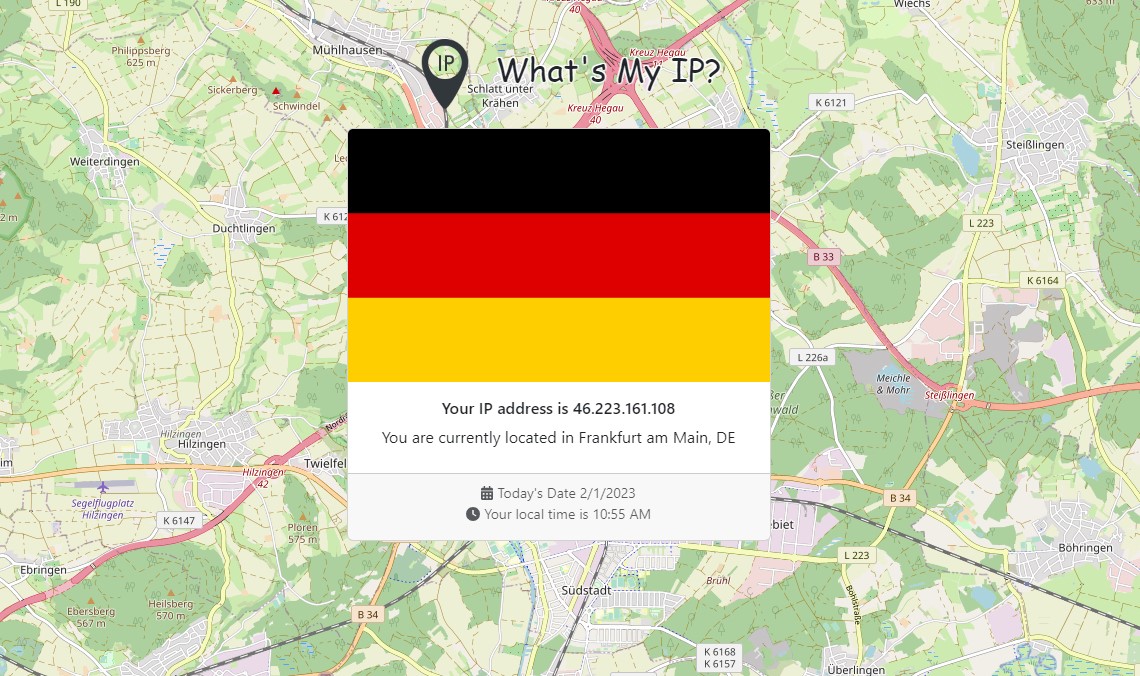 L 190
Wiechs
633 m
40
Philippsberg
625 m
Mühlhausen
Kreuz Hegau
IP
What's My IP?
Sickerberg
Schwindel
Schlatt unter
Krähen
Kreuz Hegau
40
K 6121
Steißlingen
Weiterdingen
K 612
L 223
Duchtlingen
B 33
K 6164
L 226a
Meichle
& Mohr
Steißlingen
Your IP address is 46.223.161.108
You are currently located in Frankfurt am Main, DE
Hilzingen
Hilzingen
Twielfel
Hilzingen
42
Segelflugplatz
Hilzingen
K 6147
Today's Date 2/1/2023
Your local time is 10:55 AM
B 34
Ploren
575 m
ebiet
L 223
Böhringen
Ebringen
Brühl
Südstadt
Ebersberg
567 m
Heilsberg
570 m
B 34
Bohlstraße
K 6168
K 6157
Überlingen